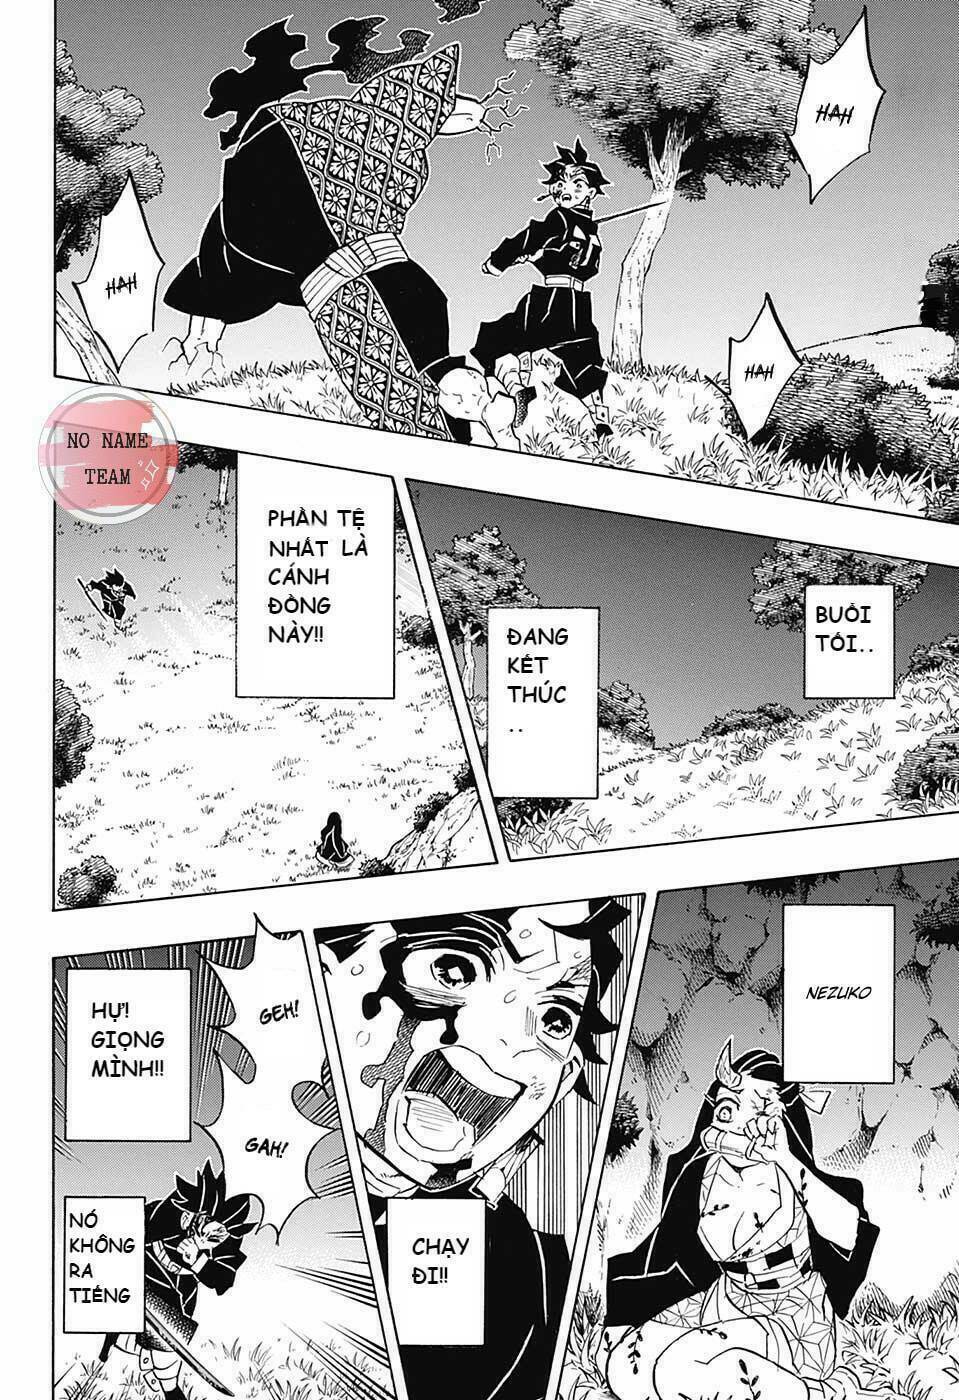 HAH
HAH
HAH
NO NAME
TEAM
BUỔI
TỐI..
ĐANG
KẾT
THÚC
..
PHẦN TỆ
NHẤT LÀ
CÁNH
ĐỒNG
NÀY!!
NEZUKO
CHẠY
ĐI!!
GEH!
GAH!
HỰ!
GIỌNG
MÌNH!!
NÓ
KHÔNG
RA
TIẾNG